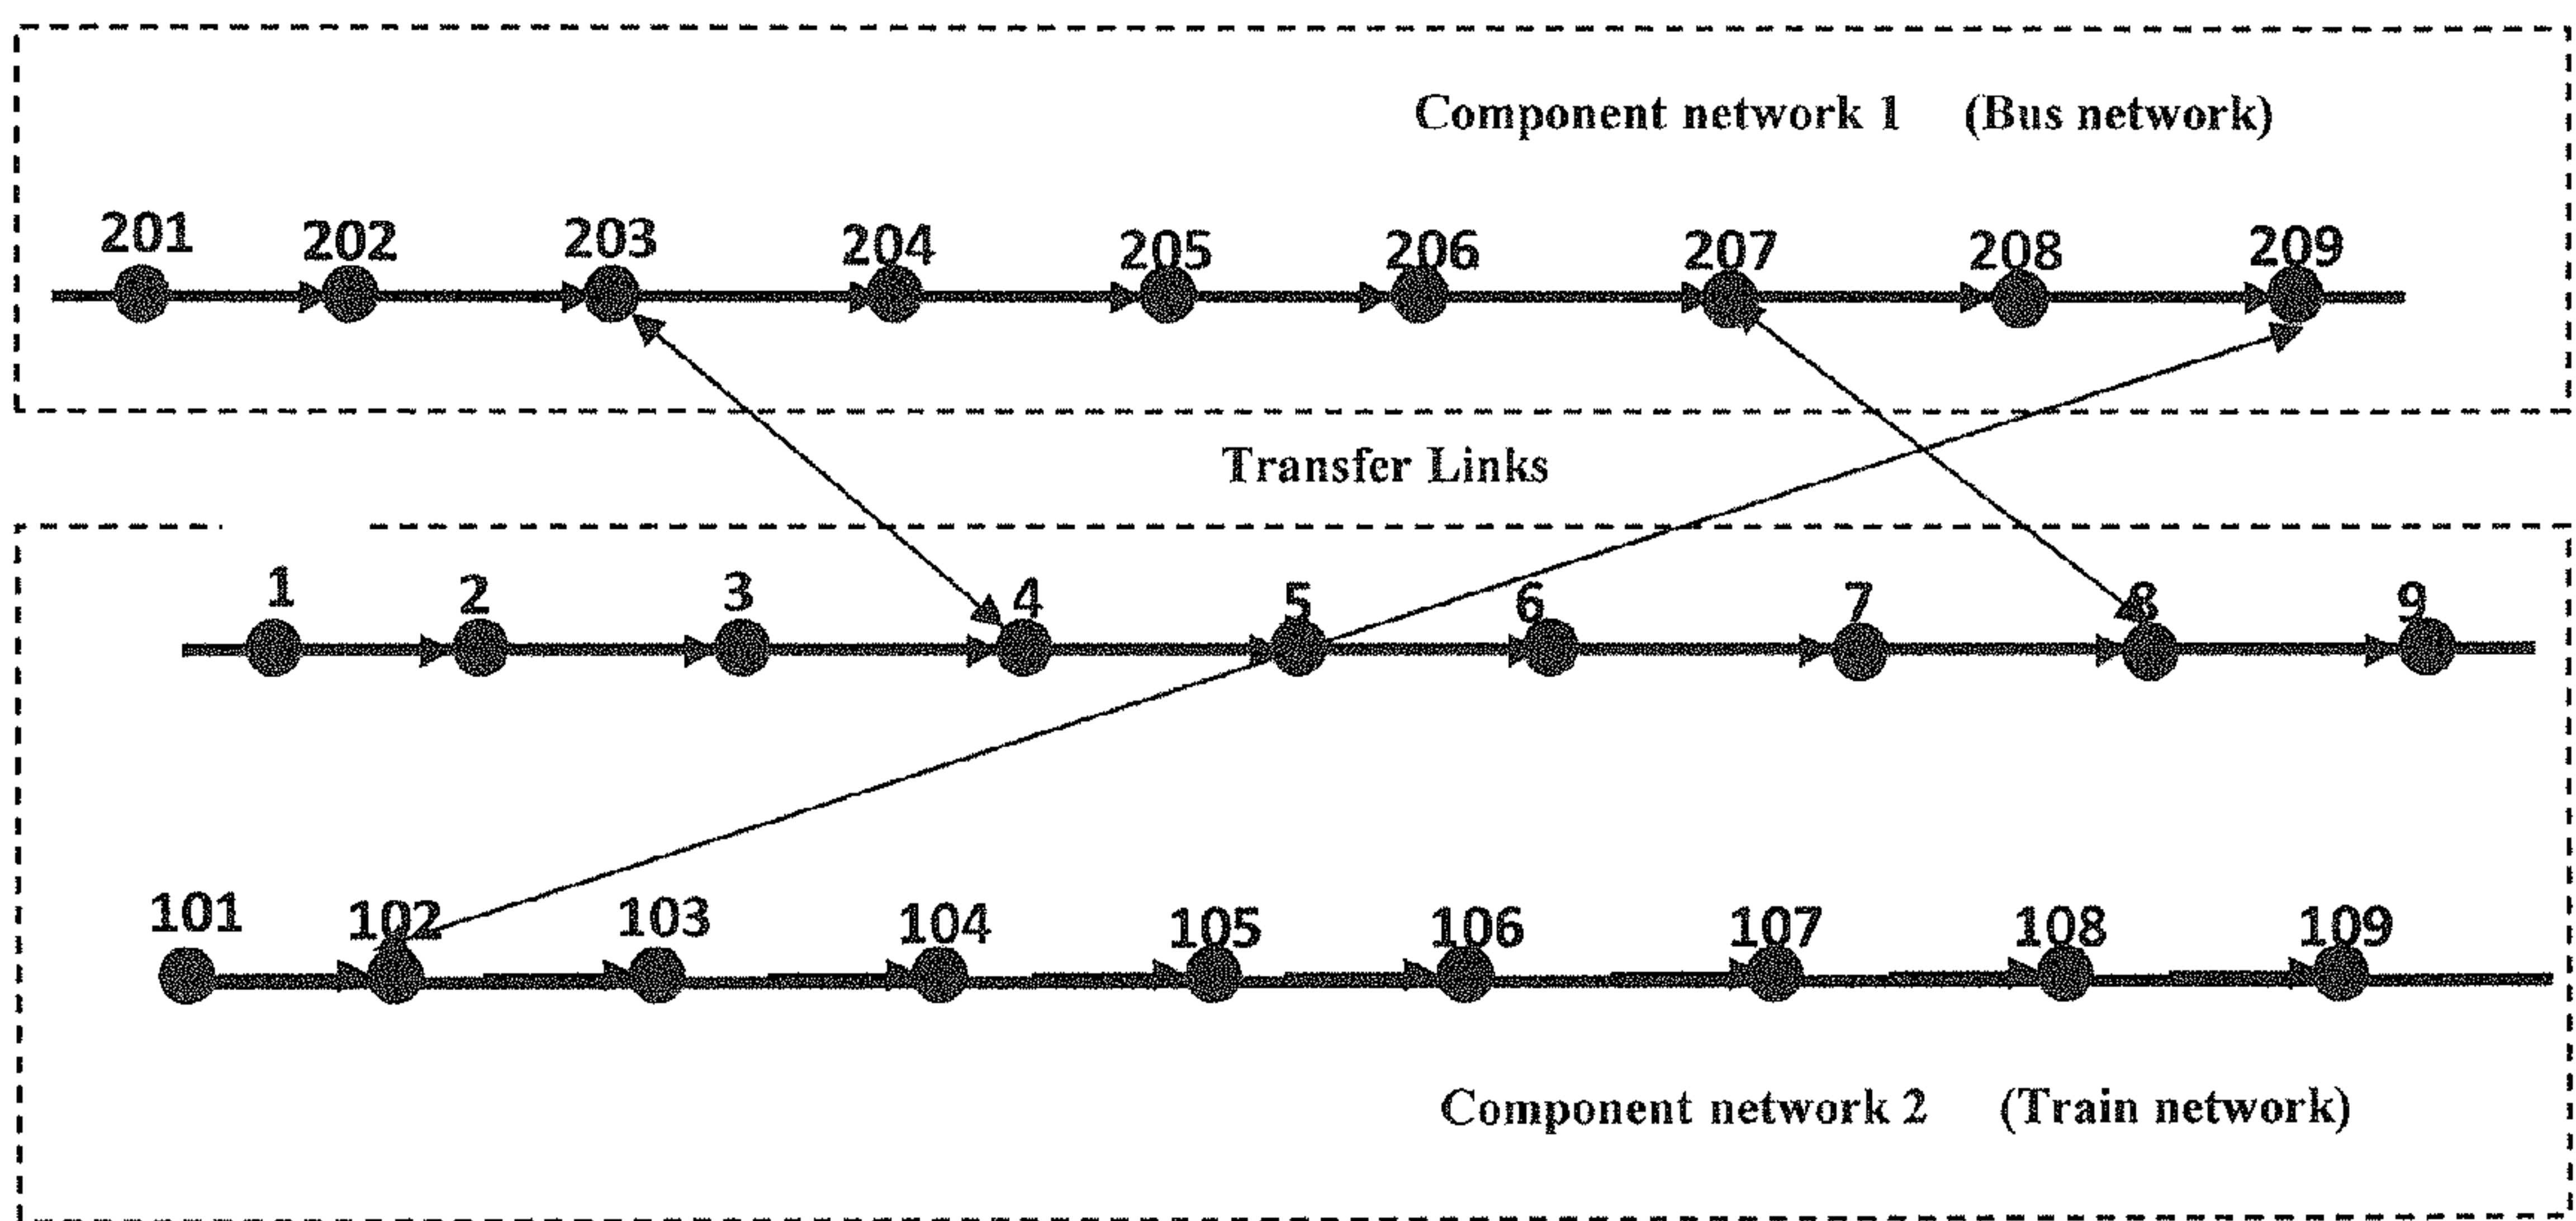 Component network 1 (Bus network)
201 202 203 204 205 206 207 208 209
Transfer Links
1 2 3 4 5 6 7 8 9
101 102 103 104 105 106 107 108 109
Component network 2 (Train network)